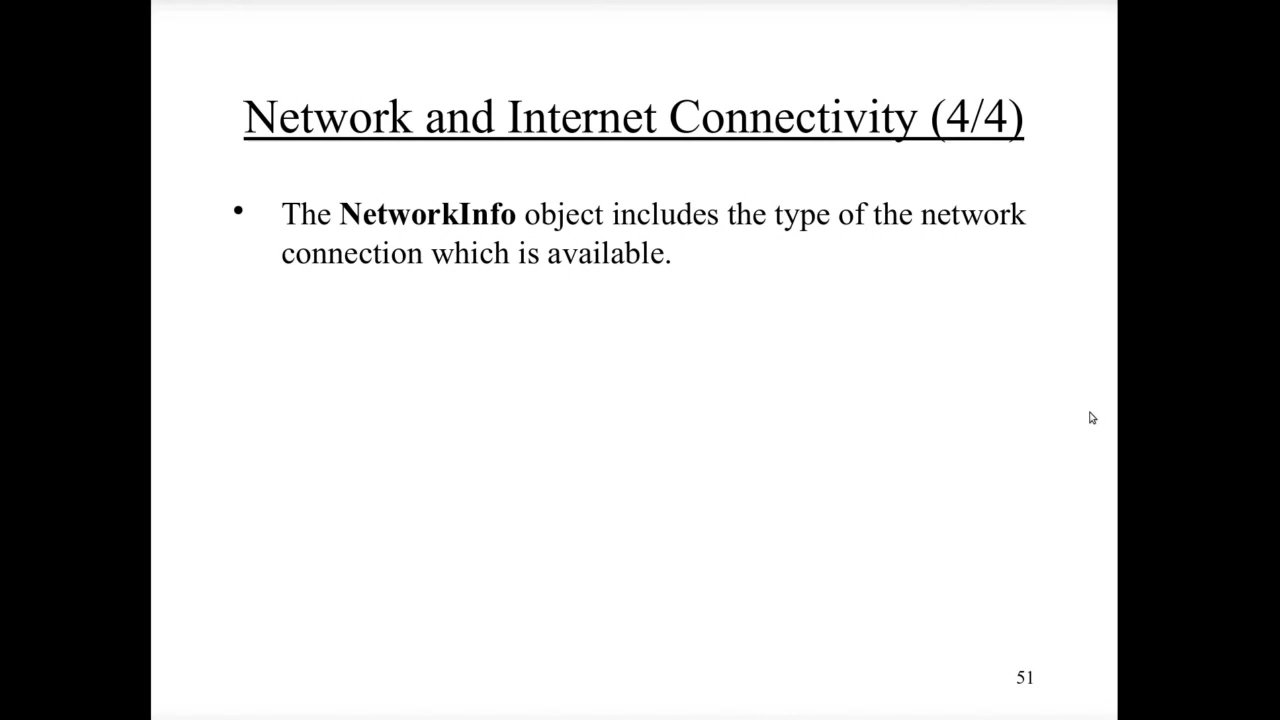 Network and Internet Connectivity (4/4)
• The NetworkInfo object includes the type of the network
connection which is available.
51